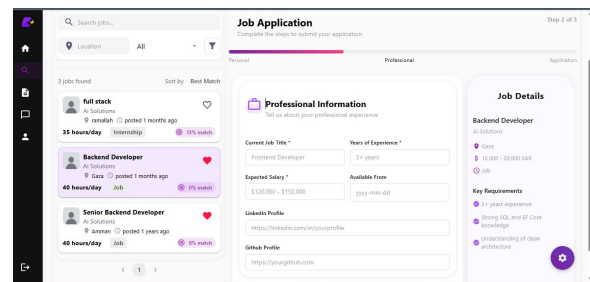 Search jobs...
Location
All
3 jobs found
Sort by Best Match
full stack
Ai Solutions
ramallah posted 1 months ago
35 hours/day Internship 13% match
Backend Developer
Ai Solutions
Gaza posted 1 months ago
40 hours/day Job 0% match
Senior Backend Developer
Ai Solutions
Amman posted 1 years ago
40 hours/day Job 0% match
1
Job Application
Complete the steps to submit your application
Step 2 of 3
Personal
Professional
Application
Professional Information
Tell us about your professional experience
Current Job Title *
Years of Experience *
Frontend Developer
3+ years
Expected Salary *
Available From
$120,000 - $150,000
yyyy-mm-dd
LinkedIn Profile
https://linkedin.com/in/yourprofile
Github Profile
https://yourgithub.com
Job Details
Backend Developer
Ai Solutions
Gaza
$ 15,000 - 20,000 SAR
Job
Key Requirements
3+ years experience
Strong SQL and EF Core
knowledge
Understanding of clean
architecture